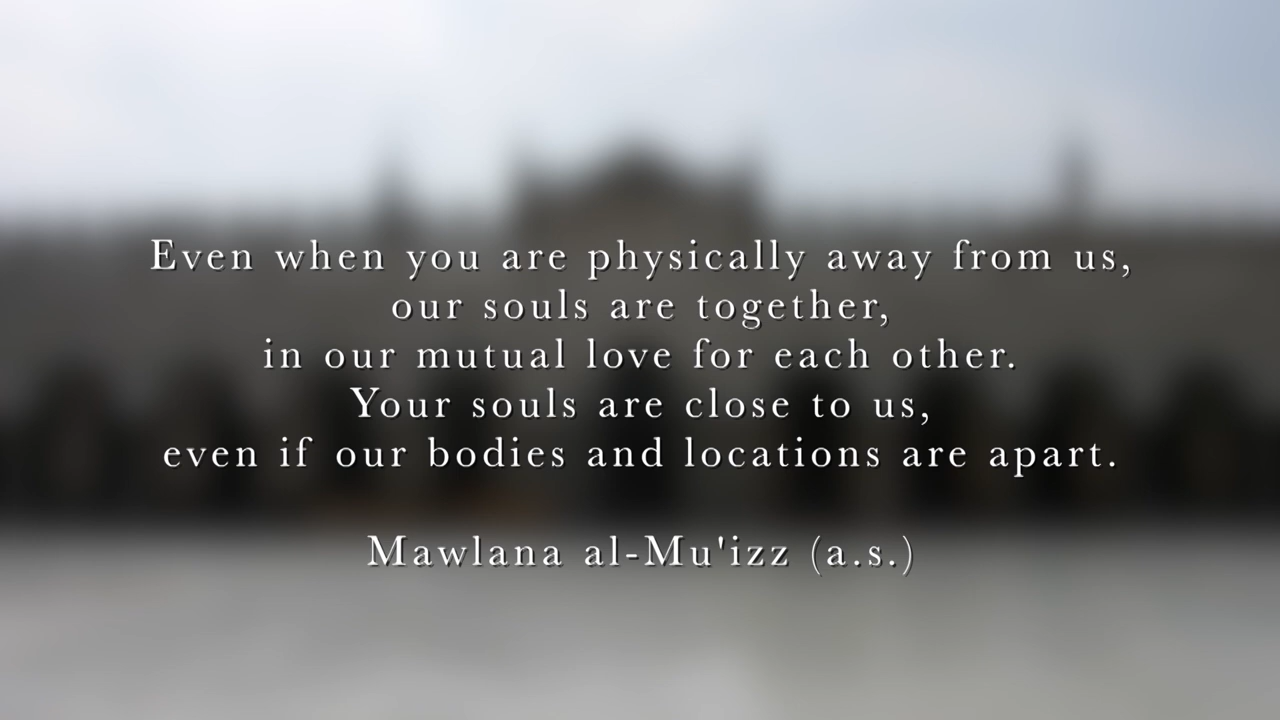 Even when you are physically away from us,
our souls are together,
in our mutual love for each other.
Your souls are close to us,
even if our bodies and locations are apart.
Mawlana al-Mu'izz (a.s.)